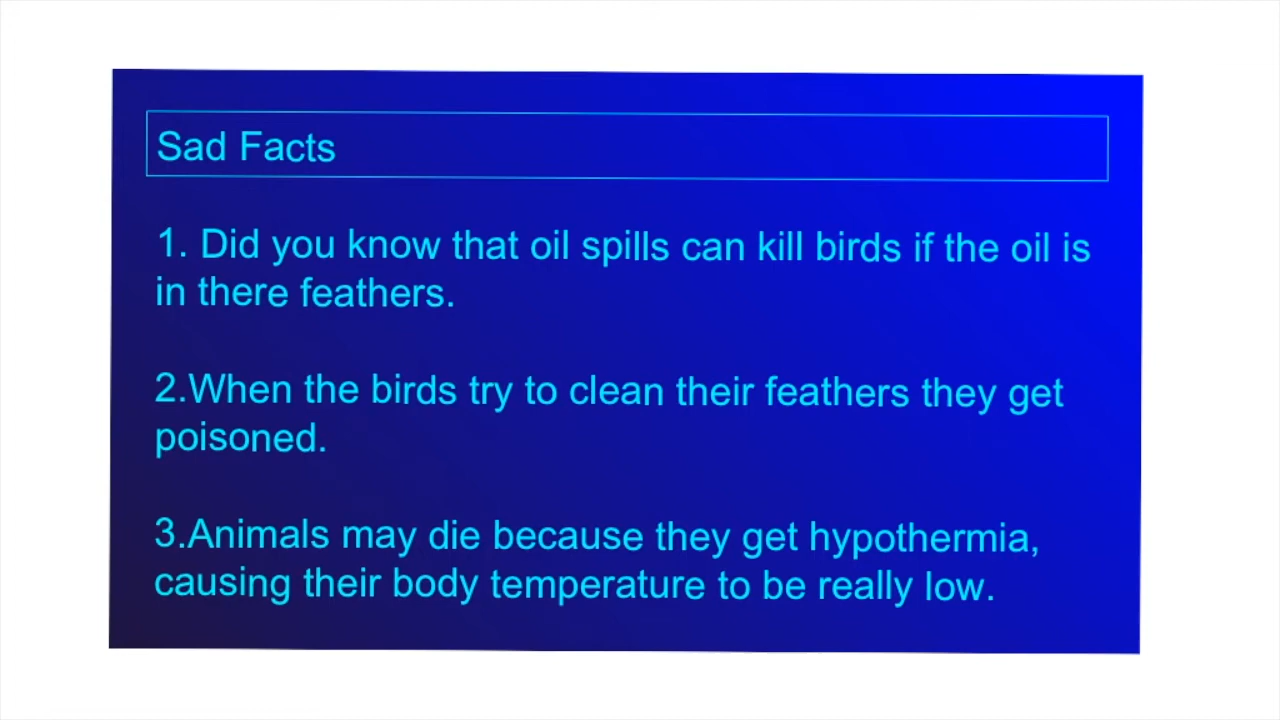 Sad Facts
1. Did you know that oil spills can kill birds if the oil is
in there feathers.
2.When the birds try to clean their feathers they get
poisoned.
3.Animals may die because they get hypothermia,
causing their body temperature to be really low.